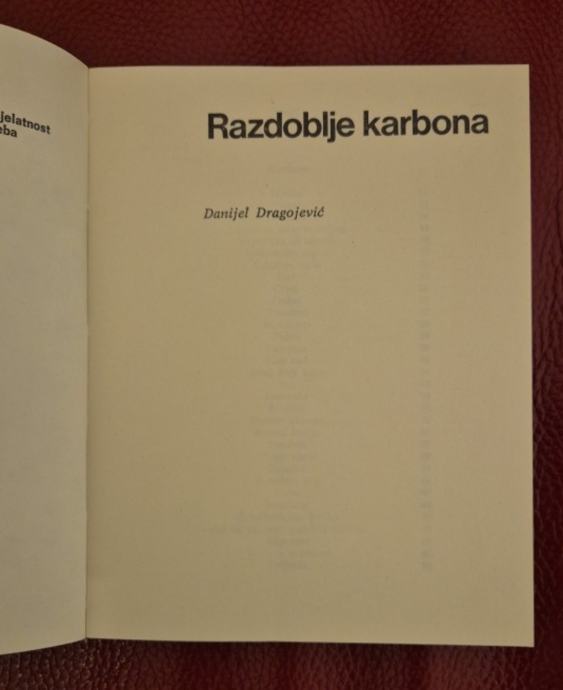 jelatnost
eba
Razdoblje karbona
Danijel Dragojević